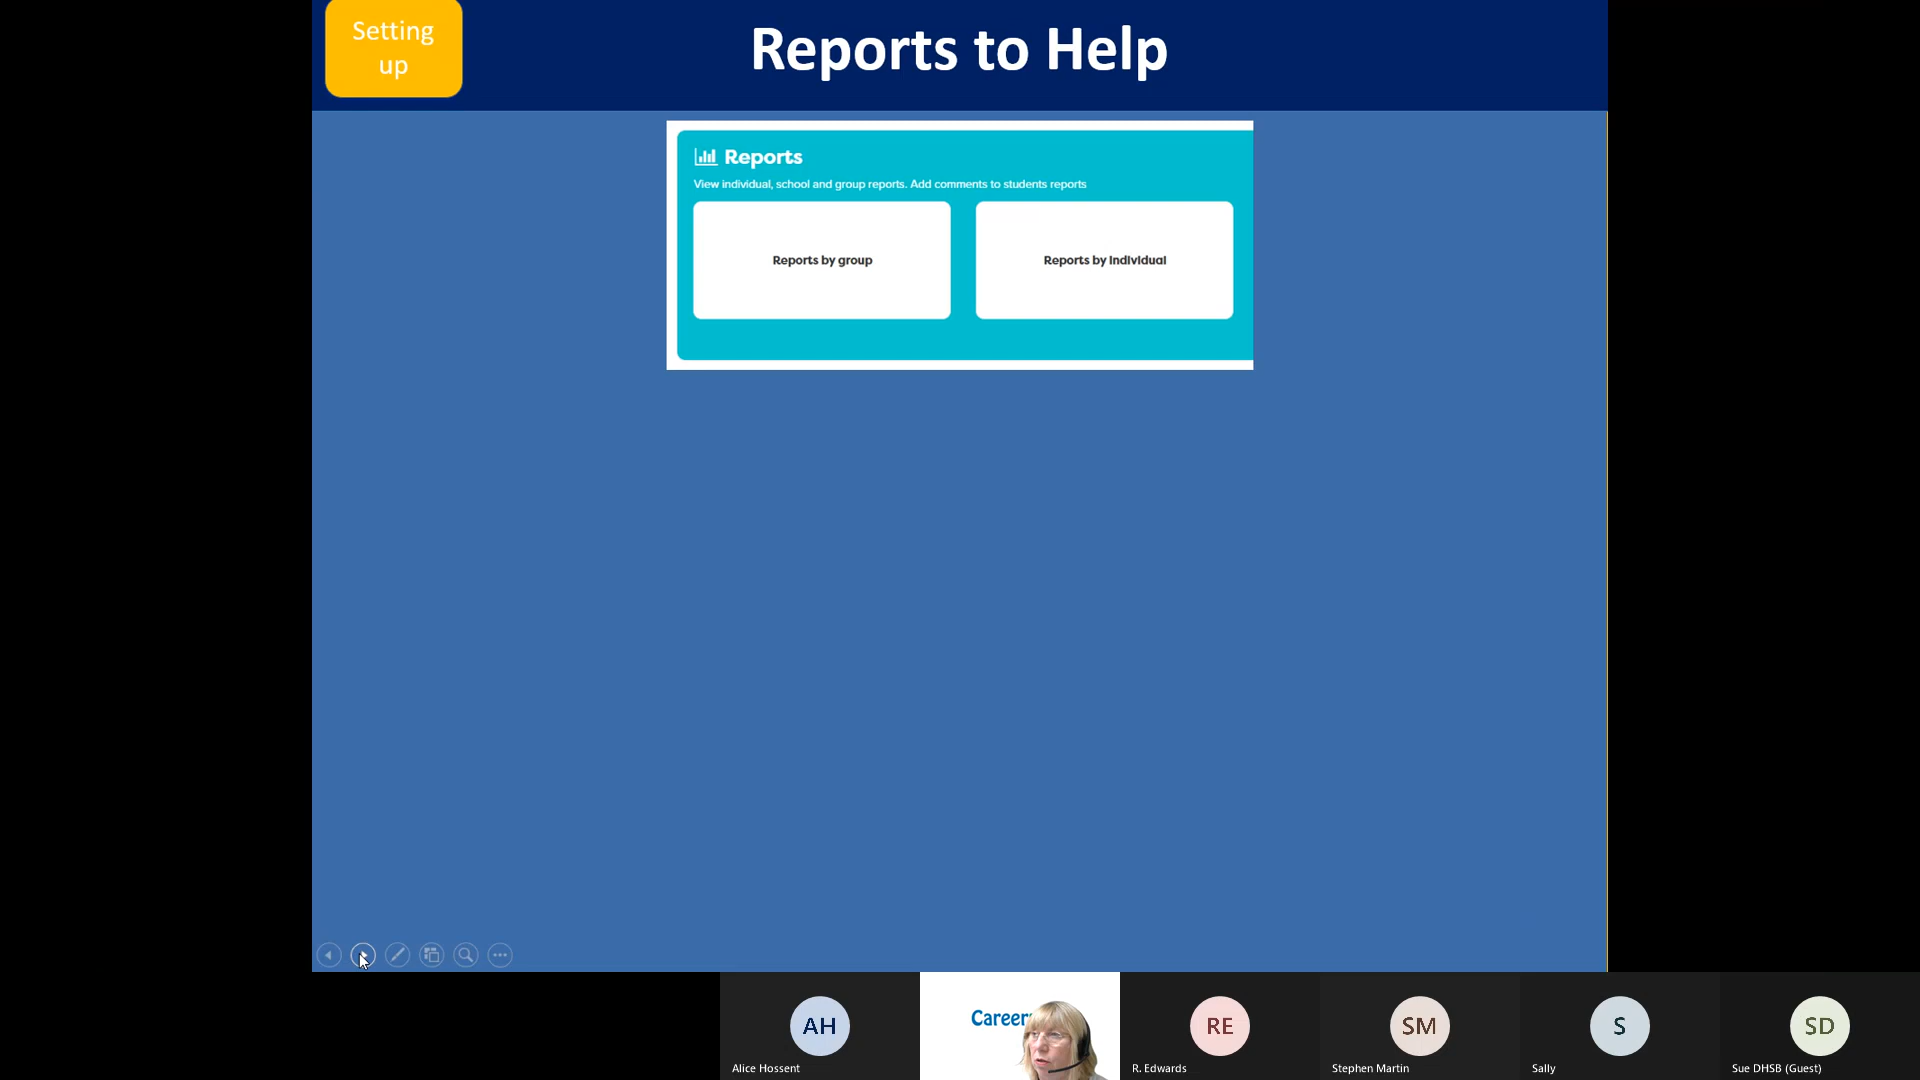 Setting
up
Reports to Help
Reports
View individual, school and group reports. Add comments to students reports
Reports by group
Reports by individual
AH
Alice Hossent
Career
RE
R. Edwards
SM
Stephen Martin
S
Sally
SD
Sue DHSB (Guest)